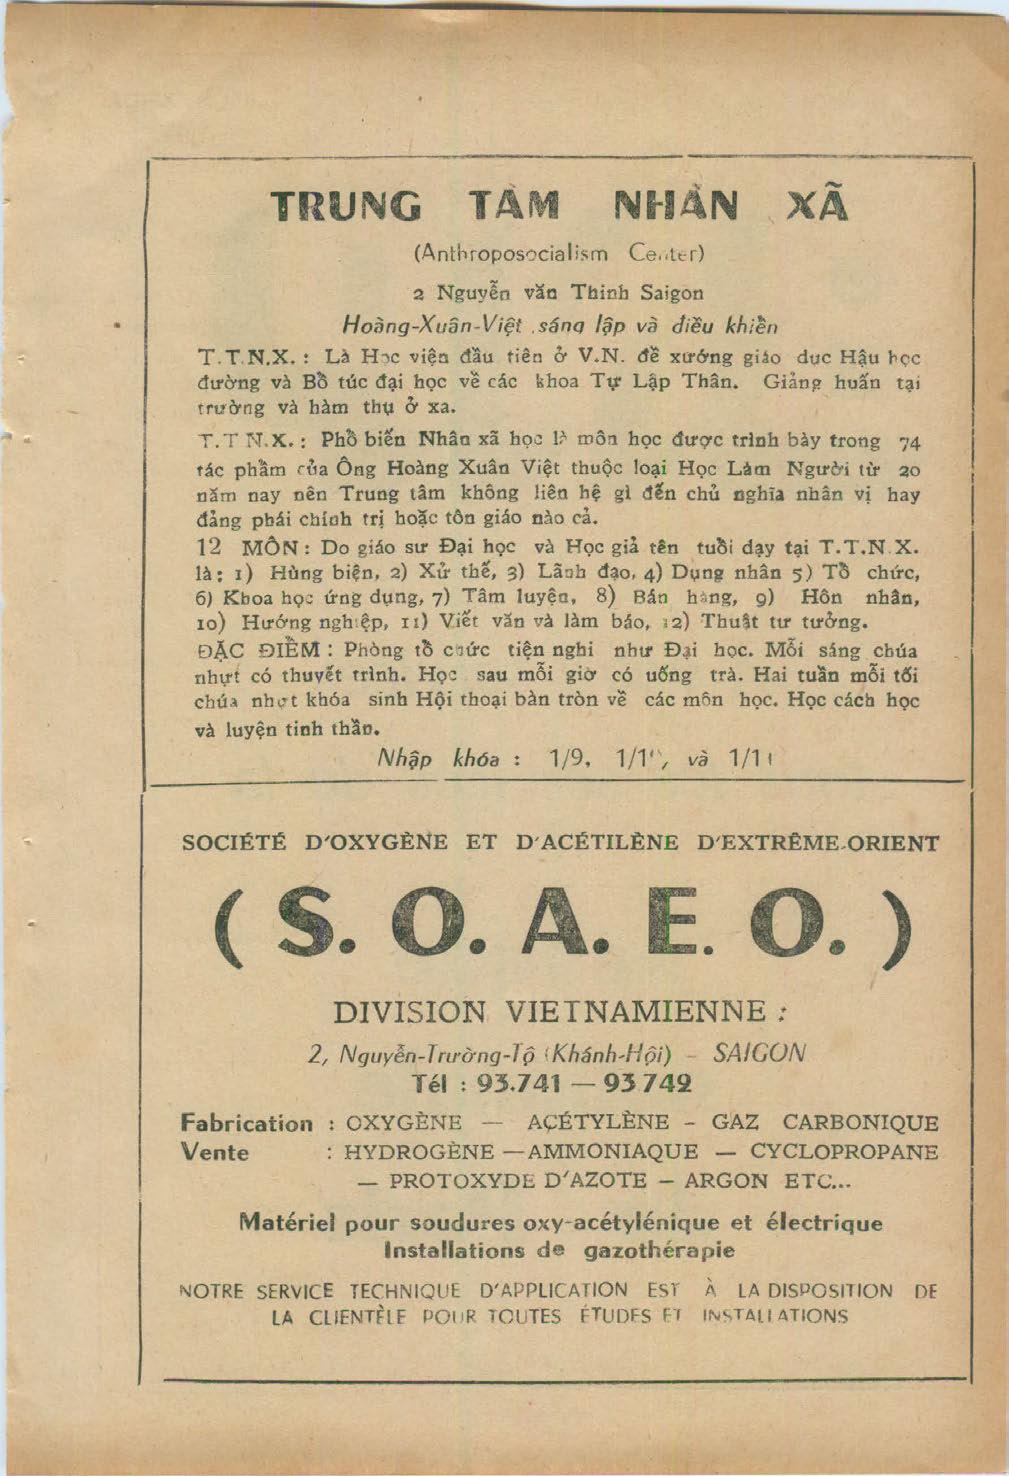 TRUNG TÂM NHÂN XÃ
(Anthroposocialism Center)
2 Nguyễn văn Thinh Saigon
Hoàng-Xuân-Việt sáng lập và điều khiển
T.T.N.X. : Là Học viện đầu tiên ở V.N. đề xướng giáo dục Hậu học
đường và Bổ túc đại học về các khoa Tự Lập Thân. Giảng huấn tại
trường và hàm thụ ở xa.
T.T N.X. : Phổ biến Nhân xã học là môn học được trình bày trong 74
tác phẩm của Ông Hoàng Xuân Việt thuộc loại Học Làm Người từ 20
năm nay nên Trung tâm không liên hệ gì đến chủ nghĩa nhân vị hay
đảng phái chính trị hoặc tôn giáo nào cả.
12 MÔN : Do giáo sư Đại học và Học giả tên tuổi dạy tại T.T.N.X.
là : 1) Hùng biện, 2) Xử thế, 3) Lãnh đạo, 4) Dụng nhân 5) Tổ chức,
6) Khoa học ứng dụng, 7) Tâm luyện, 8) Bán hàng, 9) Hôn nhân,
10) Hướng nghiệp, 11) Viết văn và làm báo, 12) Thuật tư tưởng.
ĐẶC ĐIỂM : Phòng tổ chức tiện nghi như Đại học. Mỗi sáng chúa
nhựt có thuyết trình. Học sau mỗi giờ có uống trà. Hai tuần mỗi tối
chúa nhựt khóa sinh Hội thoại bàn tròn về các môn học. Học cách học
và luyện tinh thần.
Nhập khóa : 1/9, 1/10, và 1/11
SOCIÉTÉ D'OXYGÈNE ET D'ACÉTILÈNE D'EXTRÊME-ORIENT
( S. O. A. E. O. )
DIVISION VIETNAMIENNE :
2, Nguyễn-Trường-Tộ (Khánh-Hội) - SAIGON
Tél : 93.741 — 93 742
Fabrication : OXYGÈNE — ACÉTYLÈNE - GAZ CARBONIQUE
Vente : HYDROGÈNE — AMMONIAQUE — CYCLOPROPANE
— PROTOXYDE D'AZOTE — ARGON ETC...
Matériel pour soudures oxy-acétylénique et électrique
Installations de gazothérapie
NOTRE SERVICE TECHNIQUE D'APPLICATION EST À LA DISPOSITION DE
LA CLIENTÈLE POUR TOUTES ÉTUDES ET INSTALLATIONS